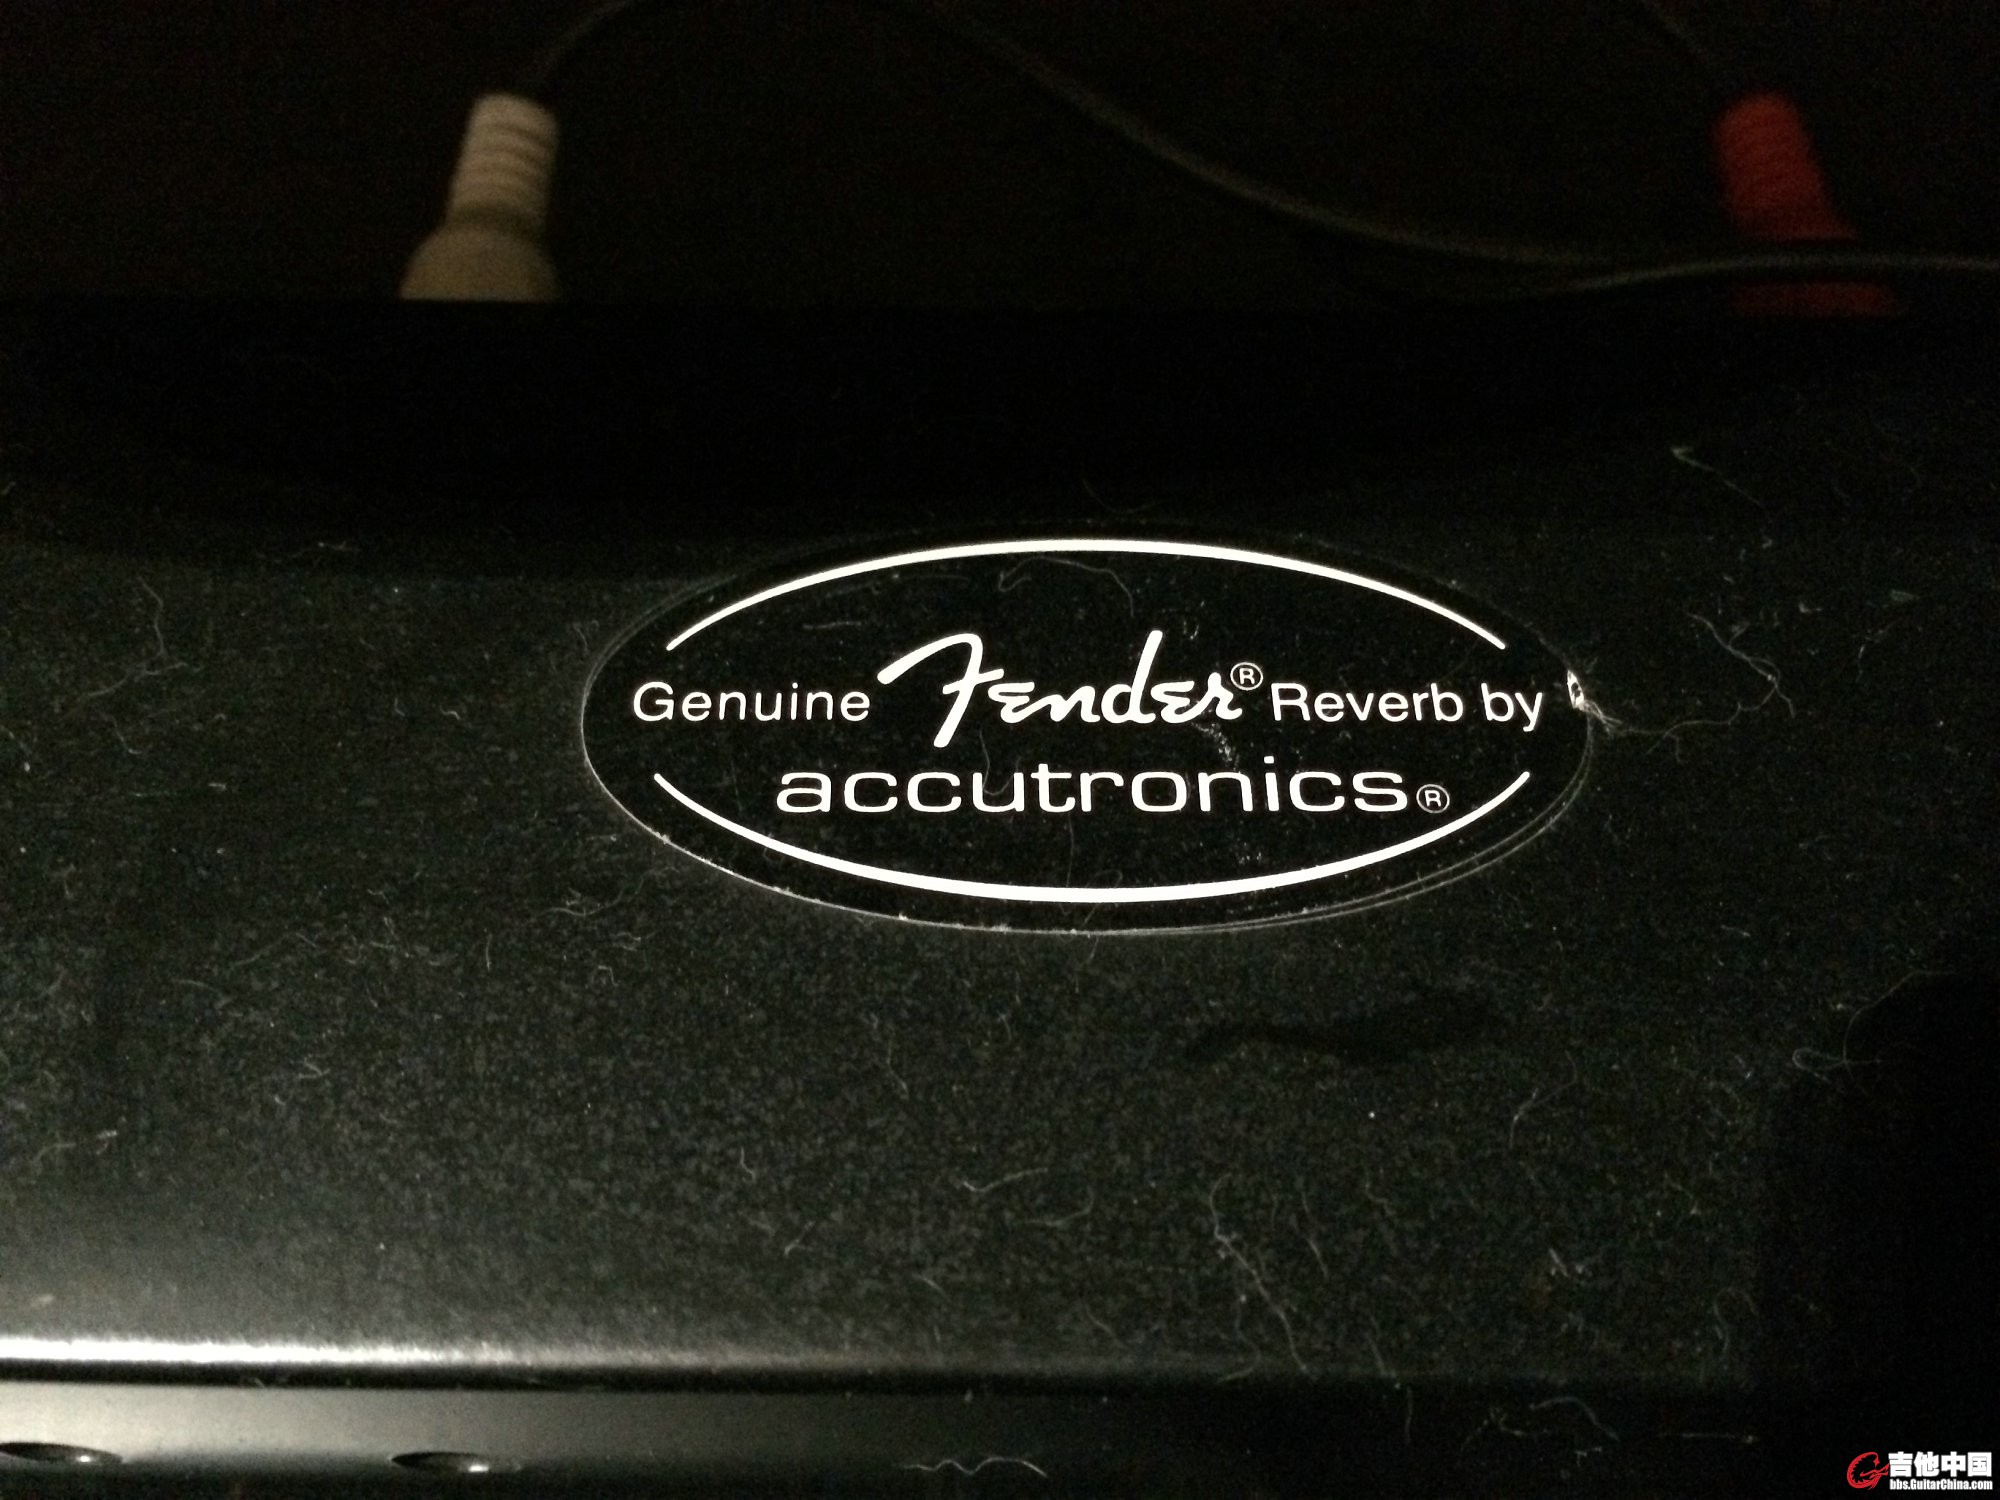 Genuine Fender® Reverb by
accutronics®
吉他中国
bbs.GuitarChina.com